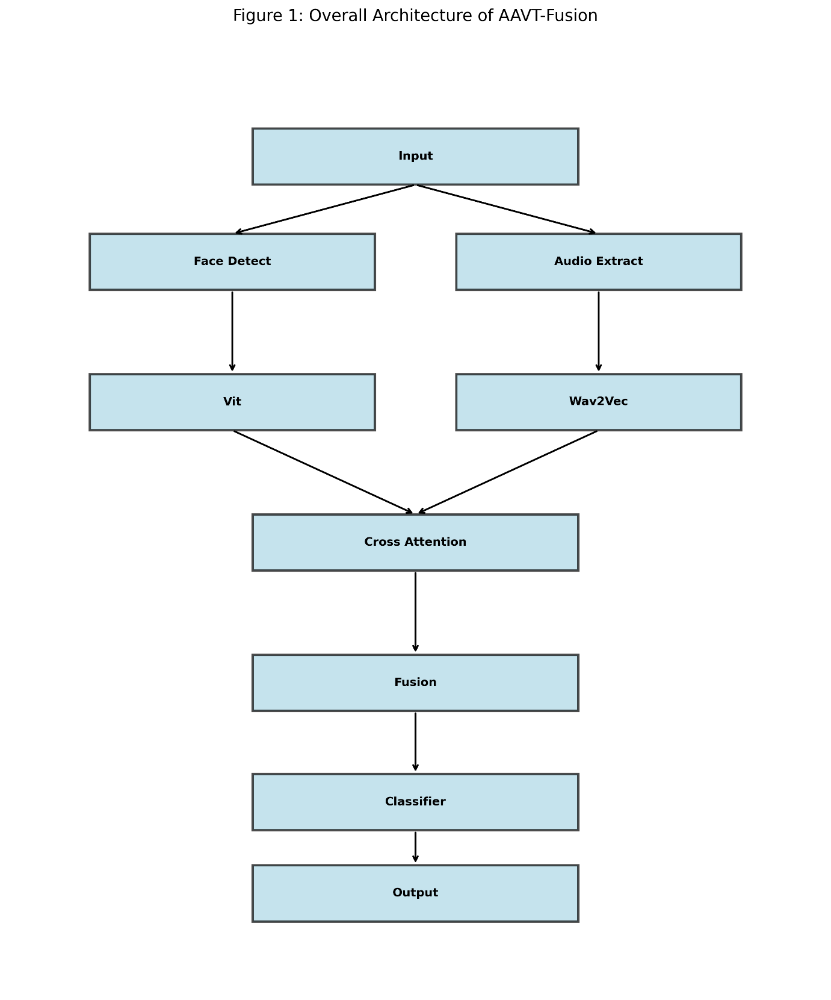 Figure 1: Overall Architecture of AAVT-Fusion
Input
Face Detect
Audio Extract
Vit
Wav2Vec
Cross Attention
Fusion
Classifier
Output